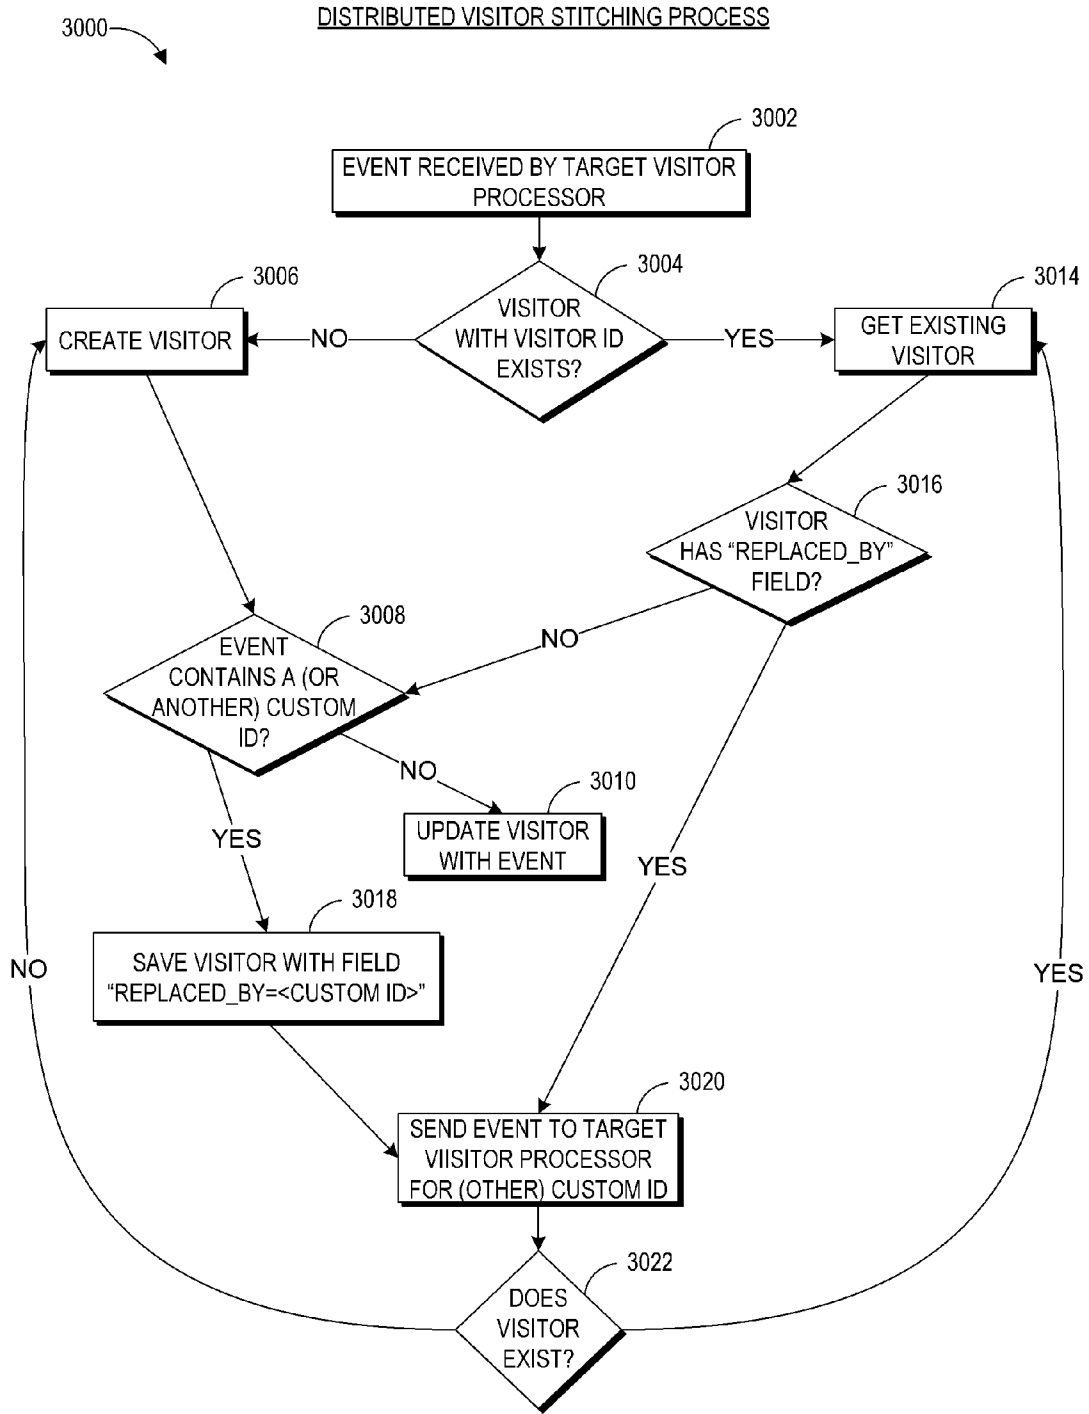 DISTRIBUTED VISITOR STITCHING PROCESS
3000
3002
EVENT RECEIVED BY TARGET VISITOR
PROCESSOR
3004
VISITOR
WITH VISITOR ID
EXISTS?
3006
CREATE VISITOR
NO
YES
3014
GET EXISTING
VISITOR
3016
VISITOR
HAS “REPLACED_BY”
FIELD?
3008
EVENT
CONTAINS A (OR
ANOTHER) CUSTOM
ID?
NO
NO
3010
UPDATE VISITOR
WITH EVENT
YES
YES
3018
SAVE VISITOR WITH FIELD
“REPLACED_BY=<CUSTOM ID>”
NO
YES
3020
SEND EVENT TO TARGET
VIISITOR PROCESSOR
FOR (OTHER) CUSTOM ID
3022
DOES
VISITOR
EXIST?